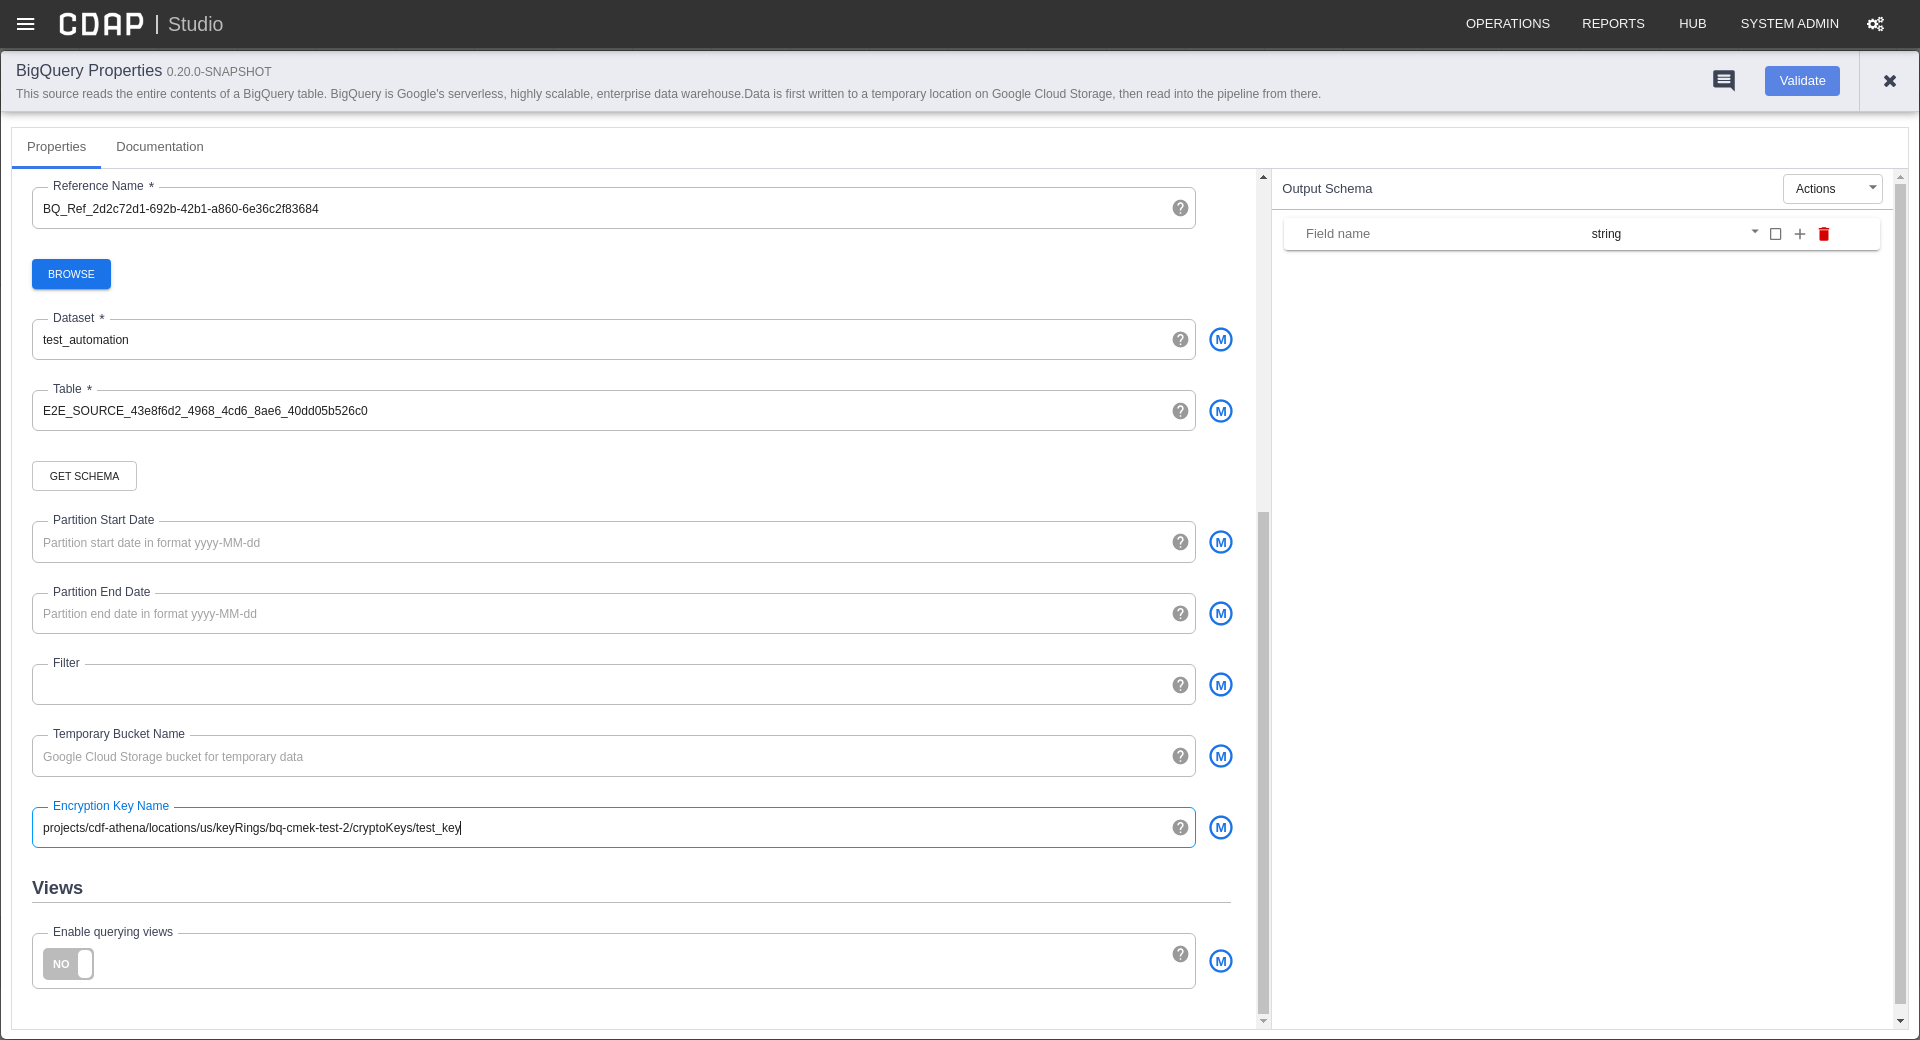 CDAP | Studio
OPERATIONS REPORTS HUB SYSTEM ADMIN
BigQuery Properties 0.20.0-SNAPSHOT
This source reads the entire contents of a BigQuery table. BigQuery is Google's serverless, highly scalable, enterprise data warehouse.Data is first written to a temporary location on Google Cloud Storage, then read into the pipeline from there.
Validate
Properties Documentation
Reference Name *
BQ_Ref_2d2c72d1-692b-42b1-a860-6e36c2f83684
BROWSE
Dataset *
test_automation
M
Table *
E2E_SOURCE_43e8f6d2_4968_4cd6_8ae6_40dd05b526c0
M
GET SCHEMA
Partition Start Date
Partition start date in format yyyy-MM-dd
M
Partition End Date
Partition end date in format yyyy-MM-dd
M
Filter
M
Temporary Bucket Name
Google Cloud Storage bucket for temporary data
M
Encryption Key Name
projects/cdf-athena/locations/us/keyRings/bq-cmek-test-2/cryptoKeys/test_key
M
Views
Enable querying views
NO
M
Output Schema
Actions
Field name string